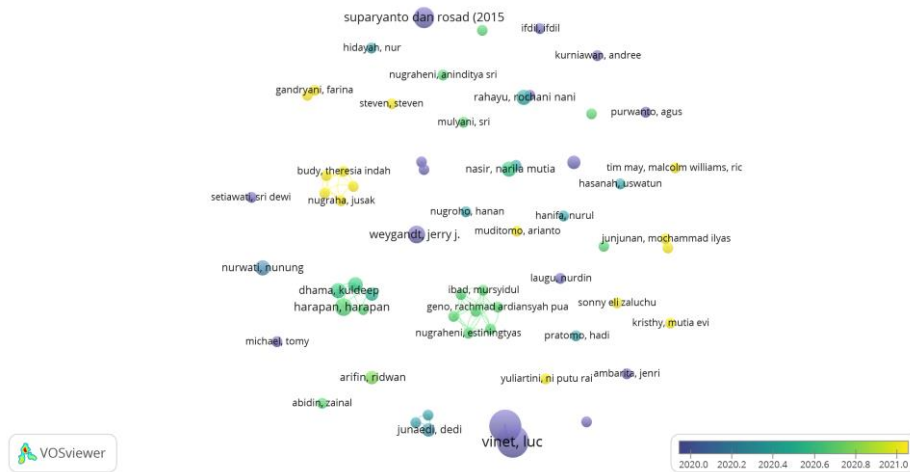 suparyanto dan rosad (2015
ifdil, ifdil
hidayah, nur
kurniawan, andree
nugraheni, aninditya sri
gandryani, farina
steven, steven
rahayu, rochani nani
mulyani, sri
purwanto, agus
budy, theresia indah
nasir, narila mutia
tim may, malcolm williams, ric
hasanah, uswatun
setiawati, sri dewi
nugraha, jusak
nugroho, hanan
hanifa, nurul
weygandt, jerry j.
muditomo, arianto
junjunan, mochammad ilyas
nurwati, nunung
laugu, nurdin
dhama, kuldeep
ibad, mursyidul
harapan, harapan
geno, rachmad ardiansyah pua
sonny eli zaluchu
nugraheni, estiningtyas
kristhy, mutia evi
michael, tomy
pratomo, hadi
arifin, ridwan
yuliartini, ni putu rai
ambarita, jenri
abidin, zainal
junaedi, dedi
vinet, luc
VOSviewer
2020.0 2020.2 2020.4 2020.6 2020.8 2021.0